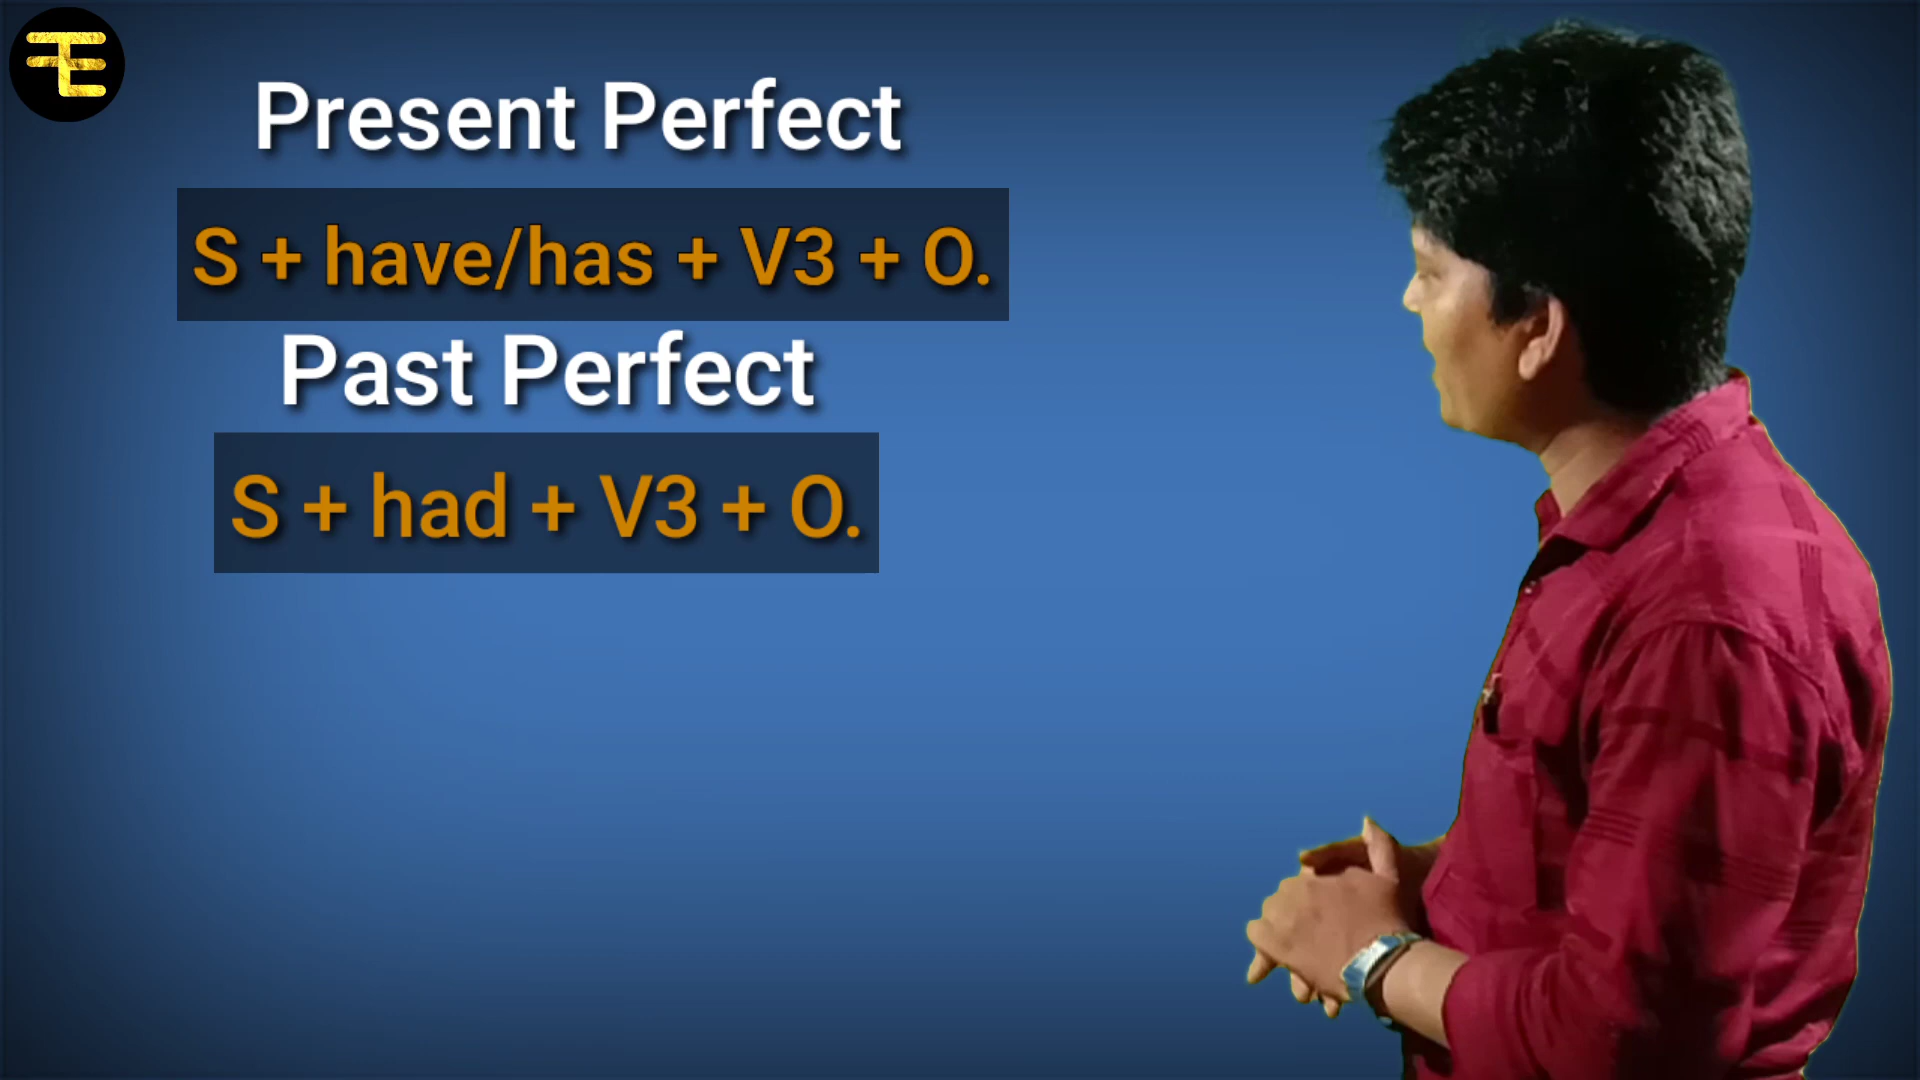 Present Perfect
S + have/has + V3 + O.
Past Perfect
S + had + V3 + O.